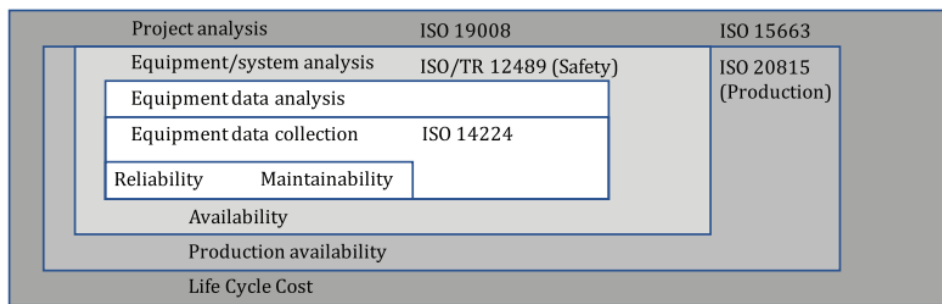 Project analysis ISO 19008 ISO 15663
Equipment/system analysis ISO/TR 12489 (Safety) ISO 20815
(Production)
Equipment data analysis
Equipment data collection ISO 14224
Reliability Maintainability
Availability
Production availability
Life Cycle Cost